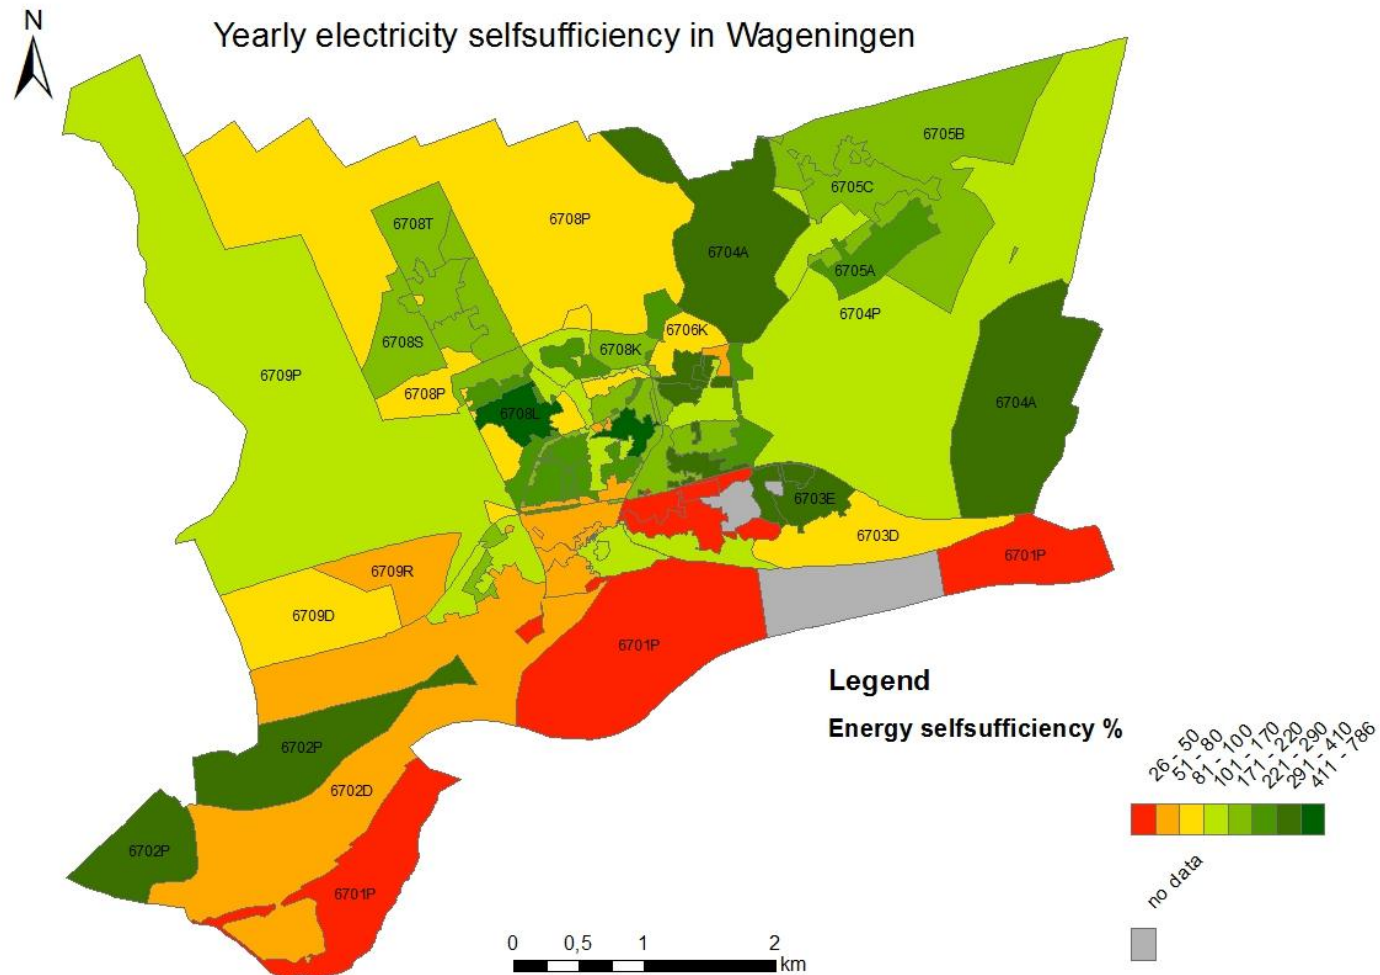 N
Yearly electricity selfsufficiency in Wageningen
6705B
6705C
6708T
6708P
6704A
6705A
6704P
6706K
6708S
6708K
6709P
6708P
6708L
6704A
6703E
6703D
6701P
6709R
6709D
6701P
6702P
6702D
6702P
6701P
Legend
Energy selfsufficiency %
26 - 50
51 - 80
81 - 100
101 - 170
171 - 220
221 - 290
291 - 410
411 - 786
no data
0 0,5 1 2
km